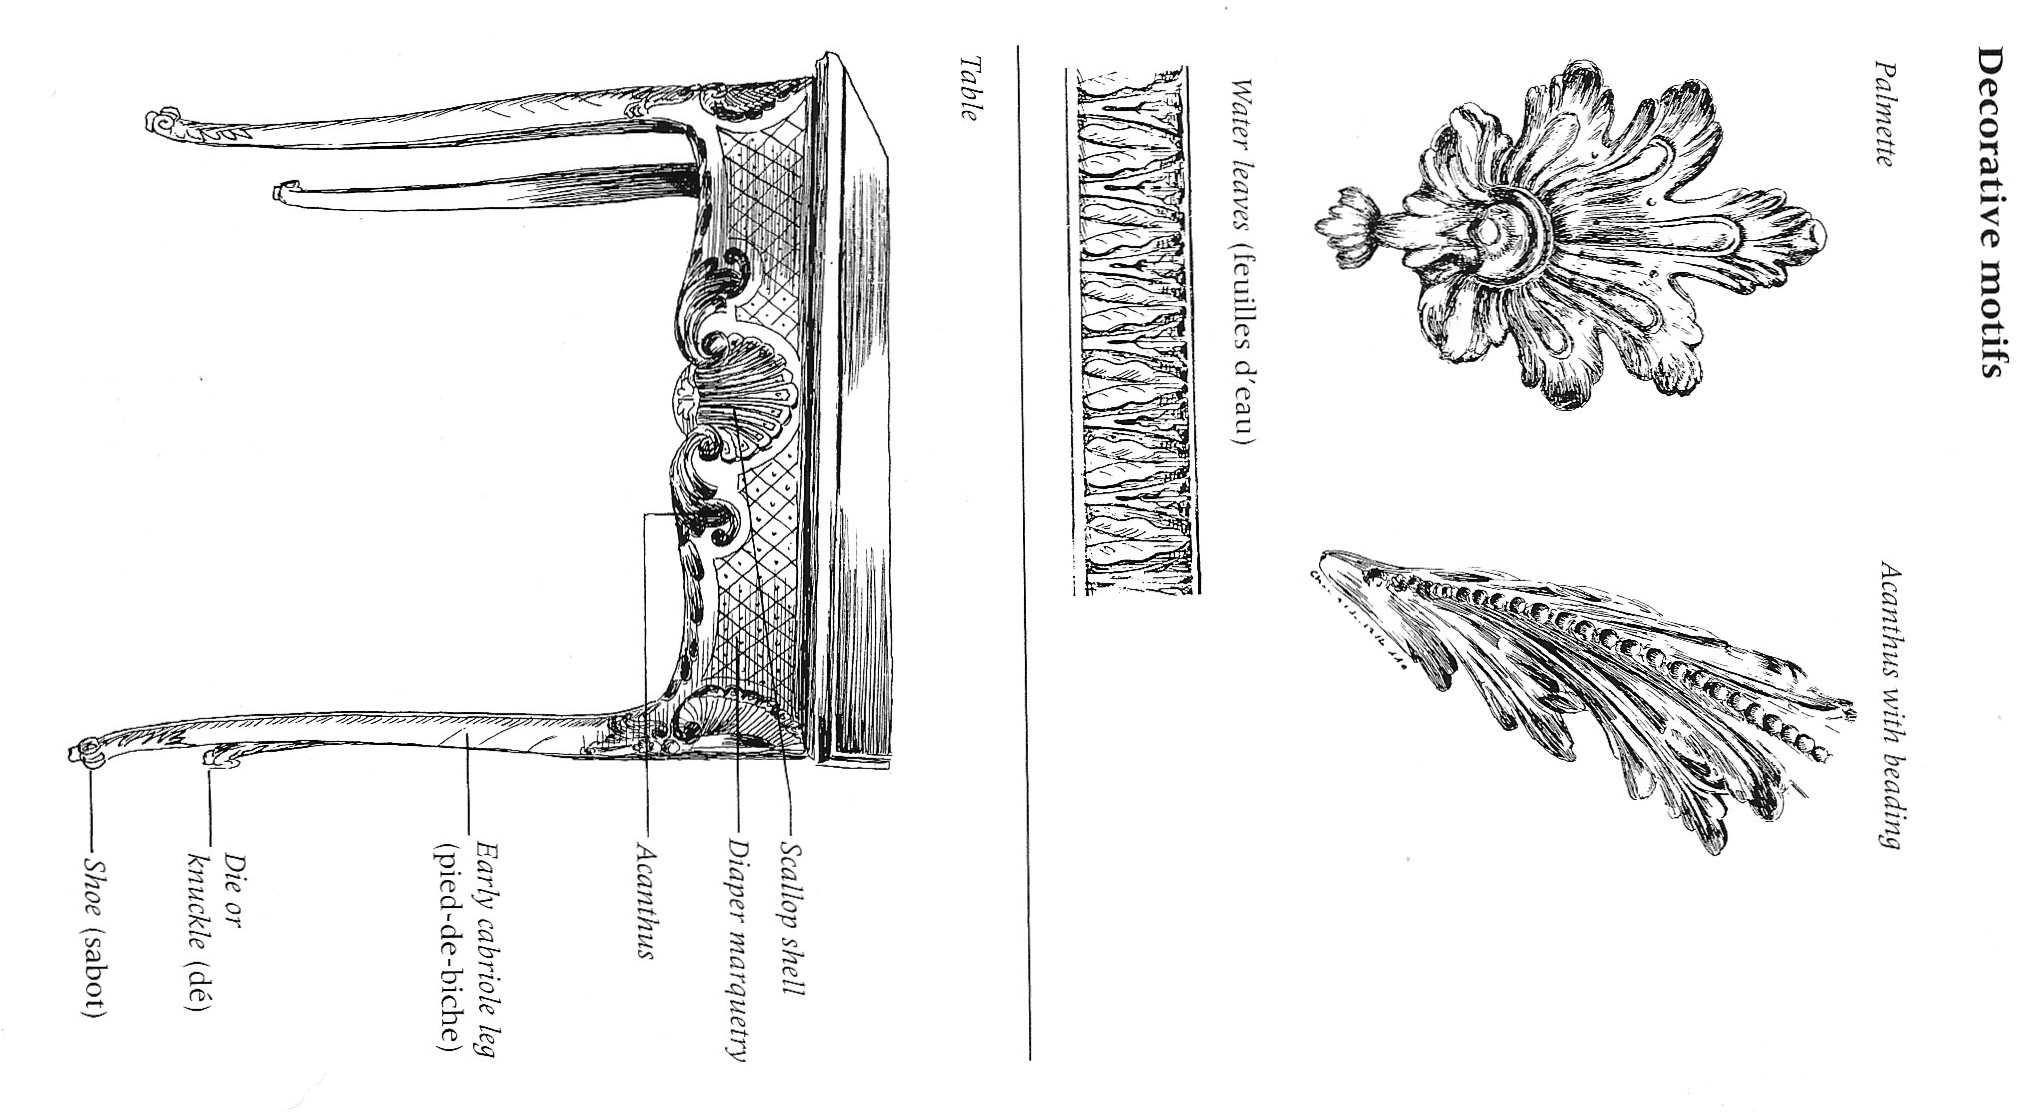 Decorative motifs
Palmette
Acanthus with beading
Water leaves (feuilles d'eau)
Table
Scallop shell
Diaper marquetry
Acanthus
Early cabriole leg
(pied-de-biche)
Die or
knuckle (dé)
Shoe (sabot)